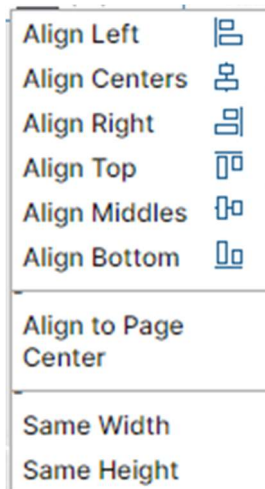 Align Left
Align Centers
Align Right
Align Top
Align Middles
Align Bottom
Align to Page
Center
Same Width
Same Height